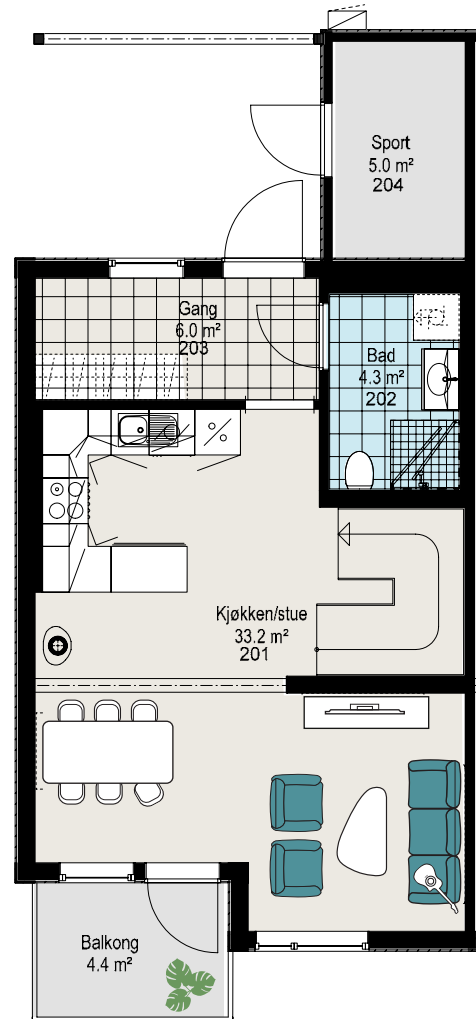 Sport
5.0 m²
204
Gang
6.0 m²
203
Bad
4.3 m²
202
Kjøkken/stue
33.2 m²
201
Balkong
4.4 m²